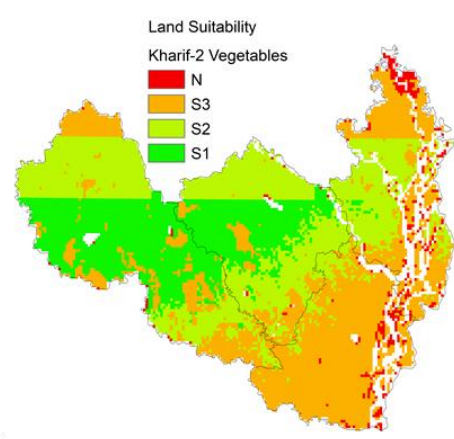 Land Suitability
Kharif-2 Vegetables
N
S3
S2
S1